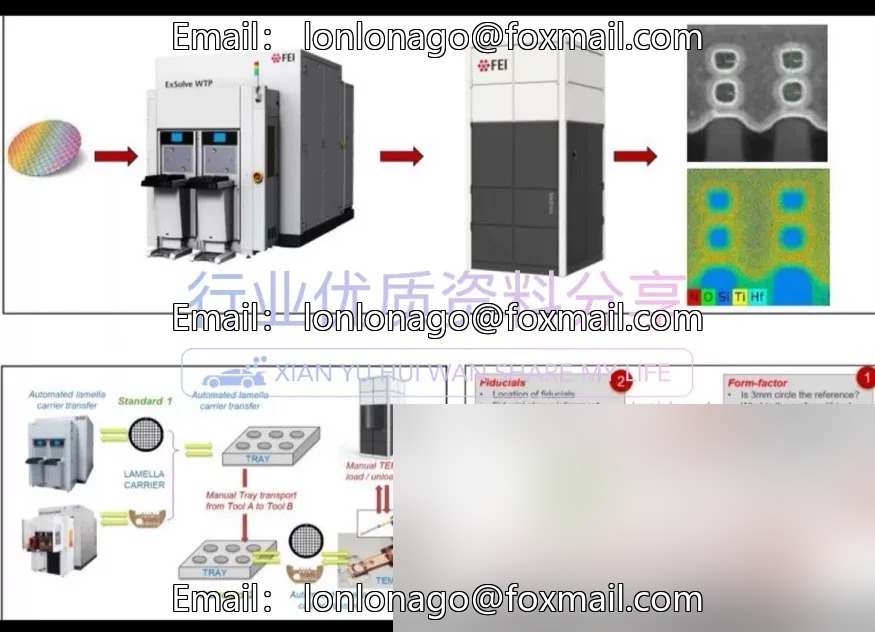 Email： lonlonago@foxmail.com
FEI
ExSolve WTP
FEI
N O Si Ti Hf
行业优质资料分享
Email： lonlonago@foxmail.com
XIAN YU HUI WAN SHARE MY LIFE
Automated lamella
carrier transfer
Standard 1
Automated lamella
carrier transfer
LAMELLA
CARRIER
TRAY
Manual Tray transport
from Tool A to Tool B
TRAY
Manual TEM
load / unload
TEM
Fiducials
2
• Location of fiducials
Form-factor
1
• Is 3mm circle the reference?
Email： lonlonago@foxmail.com